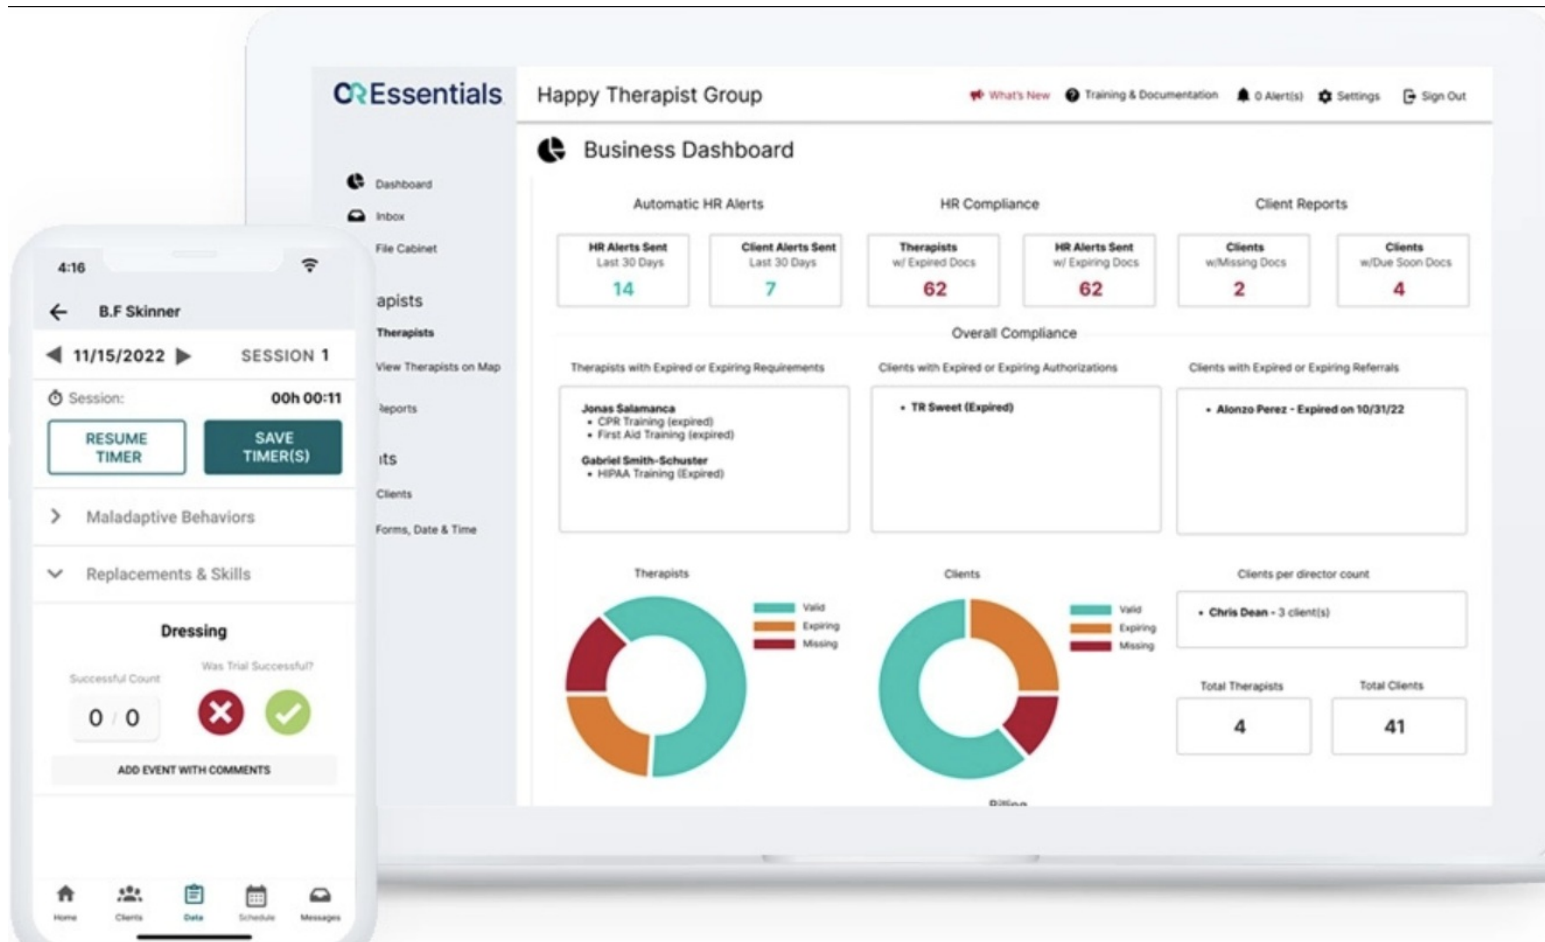 CR Essentials
Happy Therapist Group
What's New
Training & Documentation
0 Alert(s)
Settings
Sign Out
Business Dashboard
Dashboard
Inbox
File Cabinet
apists
Therapists
View Therapists on Map
Reports
nts
Clients
Forms, Date & Time
Automatic HR Alerts
HR Compliance
Client Reports
HR Alerts Sent
Last 30 Days
14
Client Alerts Sent
Last 30 Days
7
Therapists
w/ Expired Docs
62
HR Alerts Sent
w/ Expiring Docs
62
Clients
w/Missing Docs
2
Clients
w/Due Soon Docs
4
Overall Compliance
Therapists with Expired or Expiring Requirements
Jonas Salamanca
• CPR Training (expired)
• First Aid Training (expired)
Gabriel Smith-Schuster
• HIPAA Training (Expired)
Clients with Expired or Expiring Authorizations
• TR Sweet (Expired)
Clients with Expired or Expiring Referrals
• Alonzo Perez - Expired on 10/31/22
Therapists
Valid
Expiring
Missing
Clients
Valid
Expiring
Missing
Clients per director count
• Chris Dean - 3 client(s)
Total Therapists
4
Total Clients
41
4:16
B.F Skinner
11/15/2022
SESSION 1
Session:
00h 00:11
RESUME
TIMER
SAVE
TIMER(S)
Maladaptive Behaviors
Replacements & Skills
Dressing
Successful Count
0 / 0
Was Trial Successful?
ADD EVENT WITH COMMENTS
Home
Clients
Data
Schedule
Messages